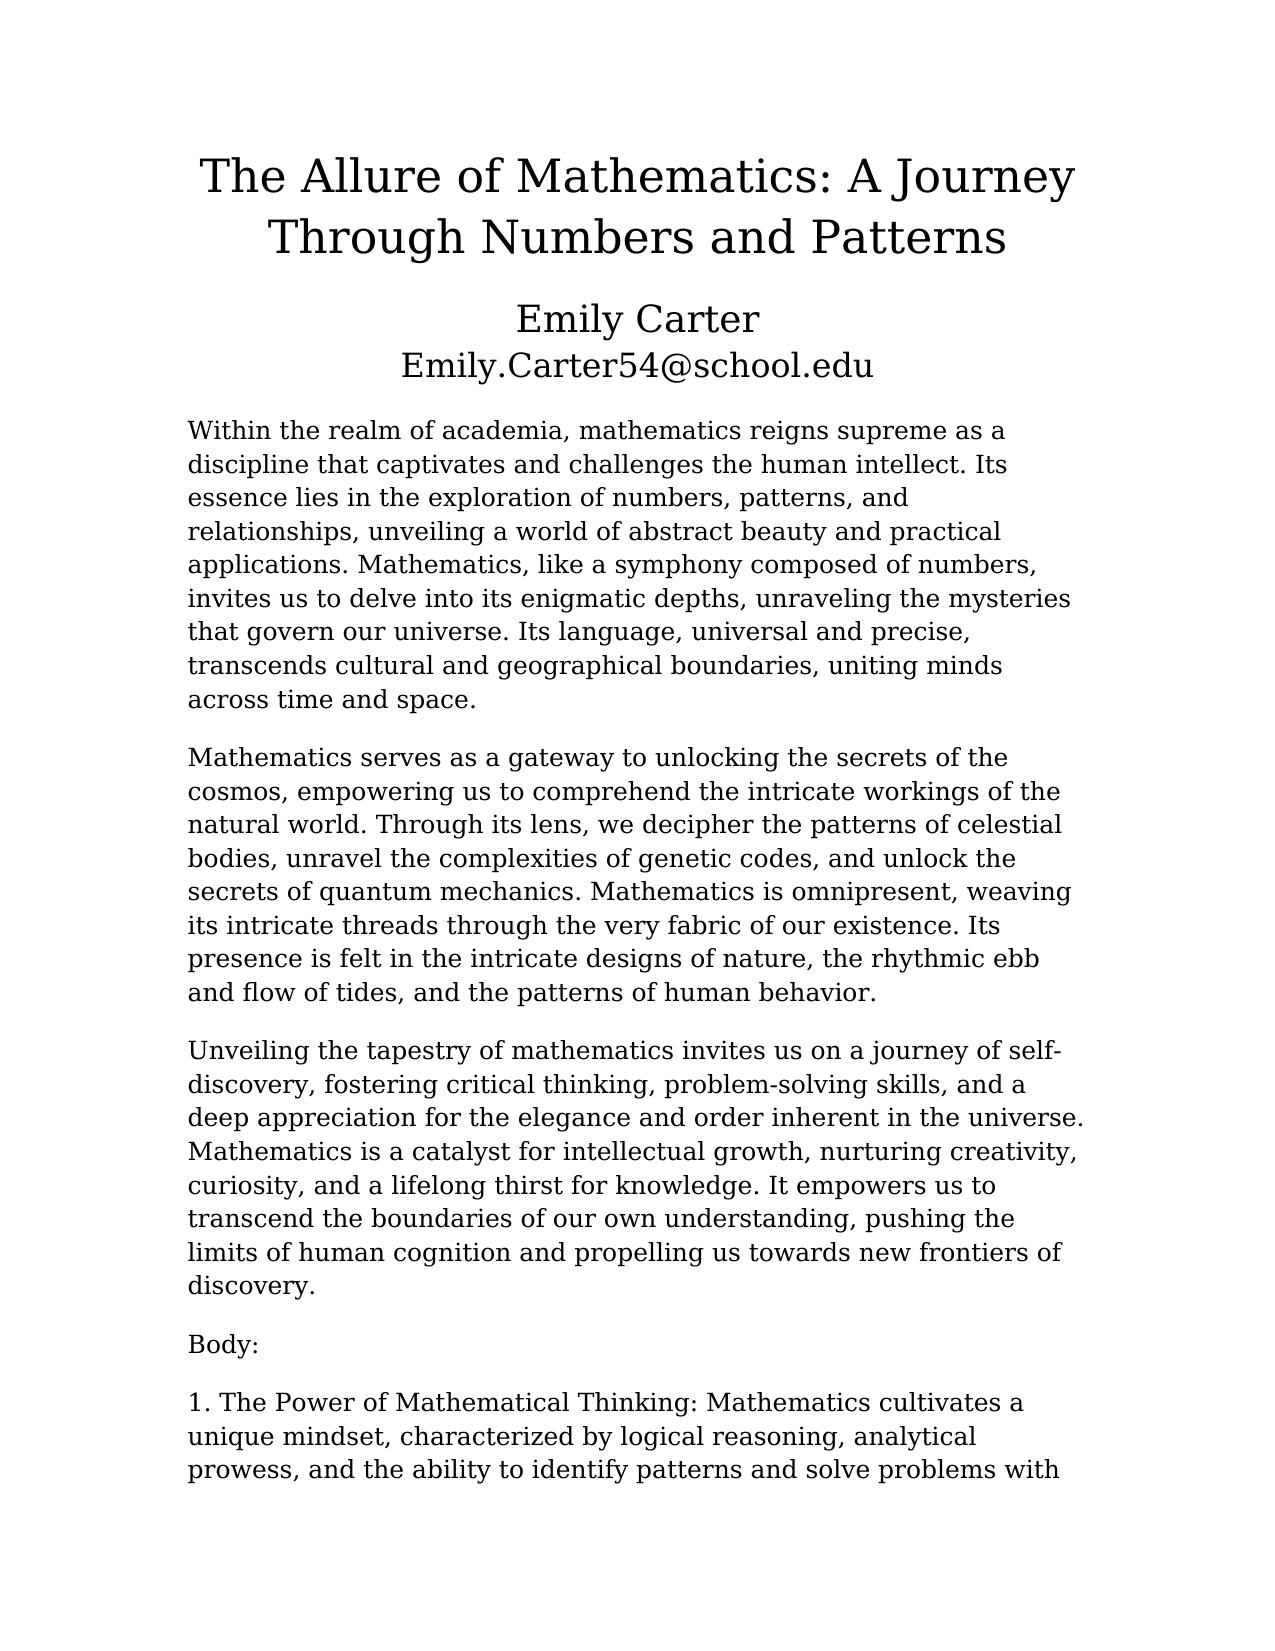 The Allure of Mathematics: A Journey
Through Numbers and Patterns
Emily Carter
Emily.Carter54@school.edu
Within the realm of academia, mathematics reigns supreme as a
discipline that captivates and challenges the human intellect. Its
essence lies in the exploration of numbers, patterns, and
relationships, unveiling a world of abstract beauty and practical
applications. Mathematics, like a symphony composed of numbers,
invites us to delve into its enigmatic depths, unraveling the mysteries
that govern our universe. Its language, universal and precise,
transcends cultural and geographical boundaries, uniting minds
across time and space.
Mathematics serves as a gateway to unlocking the secrets of the
cosmos, empowering us to comprehend the intricate workings of the
natural world. Through its lens, we decipher the patterns of celestial
bodies, unravel the complexities of genetic codes, and unlock the
secrets of quantum mechanics. Mathematics is omnipresent, weaving
its intricate threads through the very fabric of our existence. Its
presence is felt in the intricate designs of nature, the rhythmic ebb
and flow of tides, and the patterns of human behavior.
Unveiling the tapestry of mathematics invites us on a journey of self-
discovery, fostering critical thinking, problem-solving skills, and a
deep appreciation for the elegance and order inherent in the universe.
Mathematics is a catalyst for intellectual growth, nurturing creativity,
curiosity, and a lifelong thirst for knowledge. It empowers us to
transcend the boundaries of our own understanding, pushing the
limits of human cognition and propelling us towards new frontiers of
discovery.
Body:
1. The Power of Mathematical Thinking: Mathematics cultivates a
unique mindset, characterized by logical reasoning, analytical
prowess, and the ability to identify patterns and solve problems with